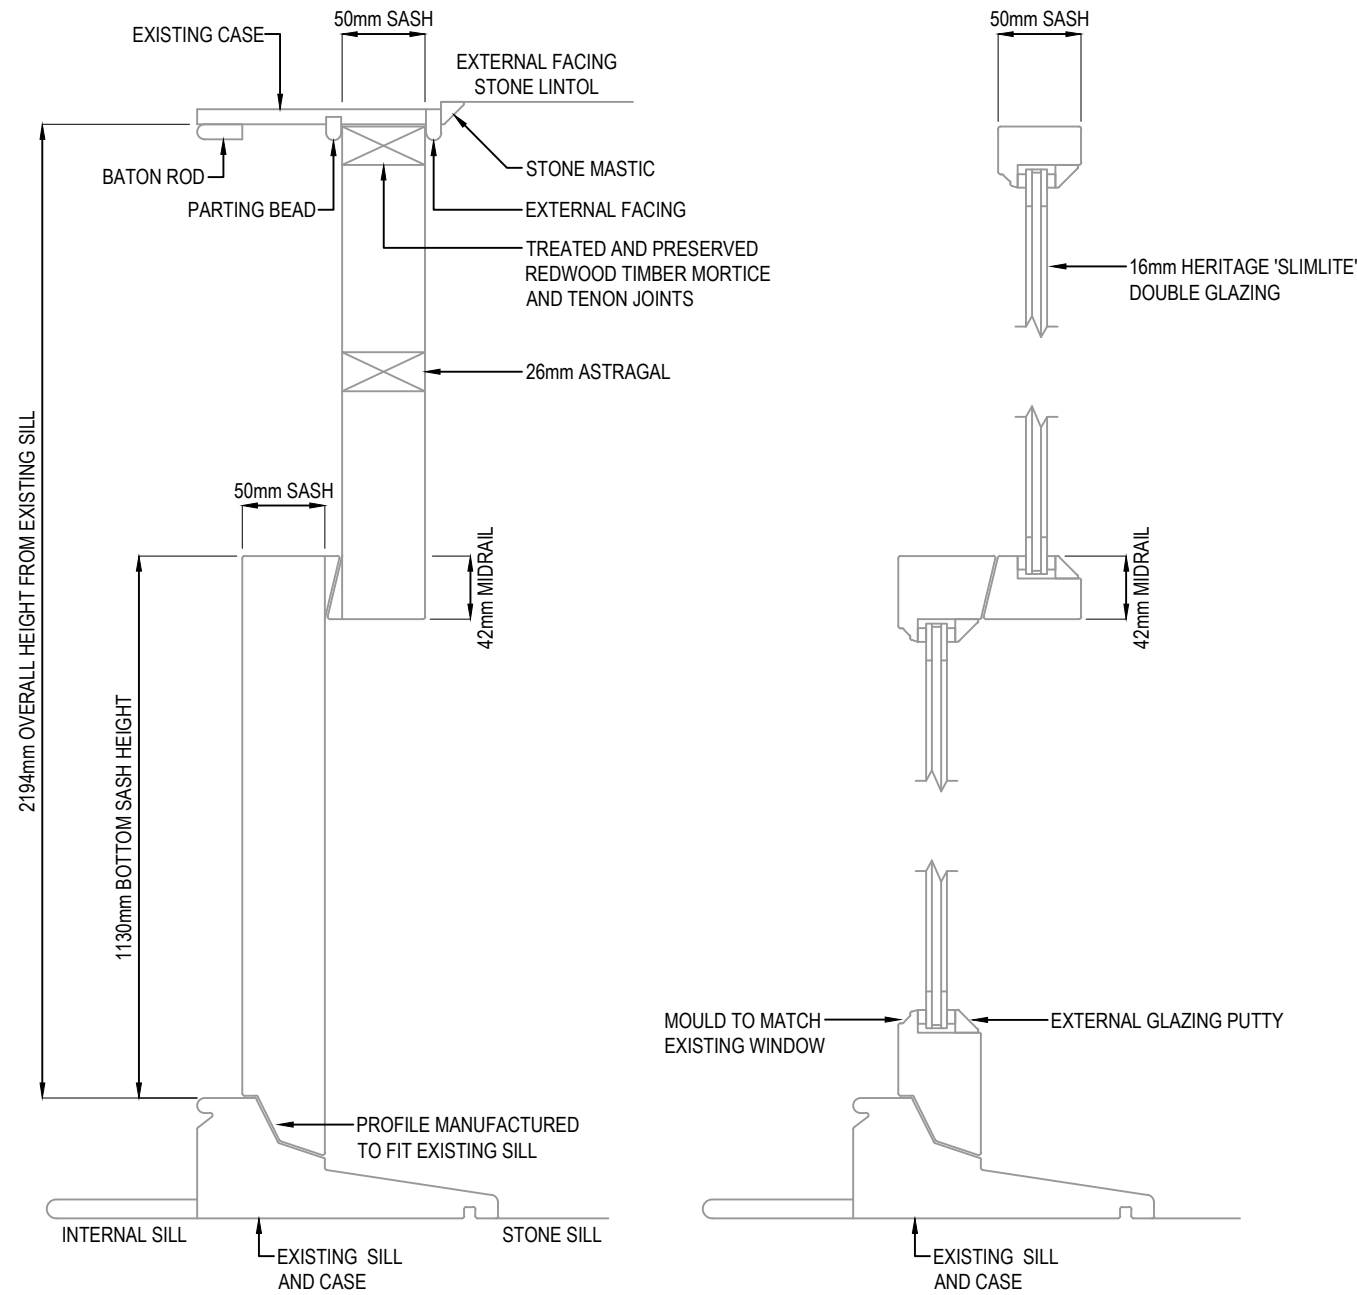 50mm SASH
EXISTING CASE
EXTERNAL FACING
STONE LINTOL
BATON ROD
STONE MASTIC
PARTING BEAD
EXTERNAL FACING
TREATED AND PRESERVED
REDWOOD TIMBER MORTICE
AND TENON JOINTS
26mm ASTRAGAL
2194mm OVERALL HEIGHT FROM EXISTING SILL
50mm SASH
42mm MIDRAIL
1130mm BOTTOM SASH HEIGHT
PROFILE MANUFACTURED
TO FIT EXISTING SILL
INTERNAL SILL
STONE SILL
EXISTING SILL
AND CASE
50mm SASH
16mm HERITAGE 'SLIMLITE'
DOUBLE GLAZING
42mm MIDRAIL
MOULD TO MATCH
EXISTING WINDOW
EXTERNAL GLAZING PUTTY
EXISTING SILL
AND CASE